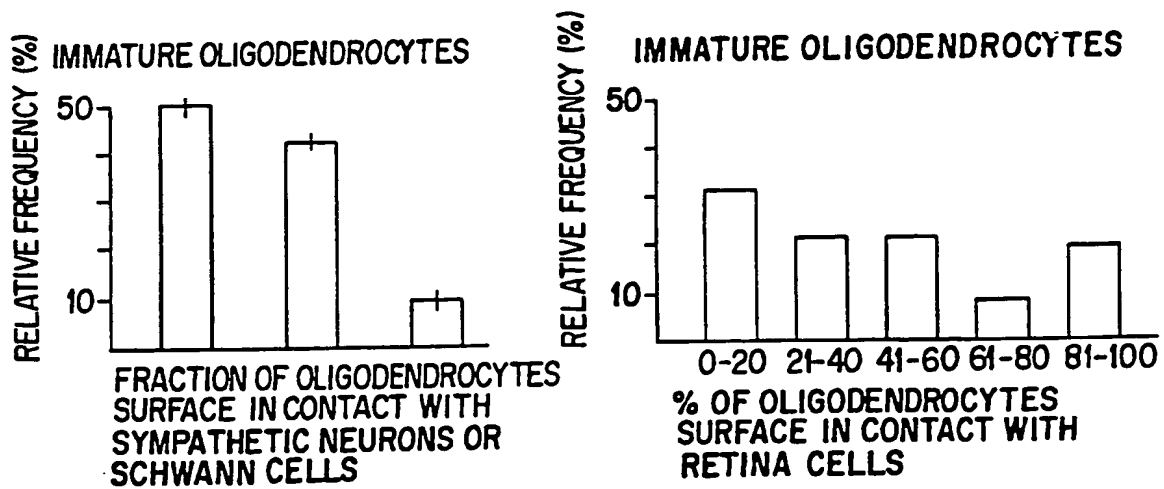 IMMATURE OLIGODENDROCYTES
RELATIVE FREQUENCY (%)
50
10
FRACTION OF OLIGODENDROCYTES
SURFACE IN CONTACT WITH
SYMPATHETIC NEURONS OR
SCHWANN CELLS
IMMATURE OLIGODENDROCYTES
RELATIVE FREQUENCY (%)
50
10
0-20 21-40 41-60 61-80 81-100
% OF OLIGODENDROCYTES
SURFACE IN CONTACT WITH
RETINA CELLS